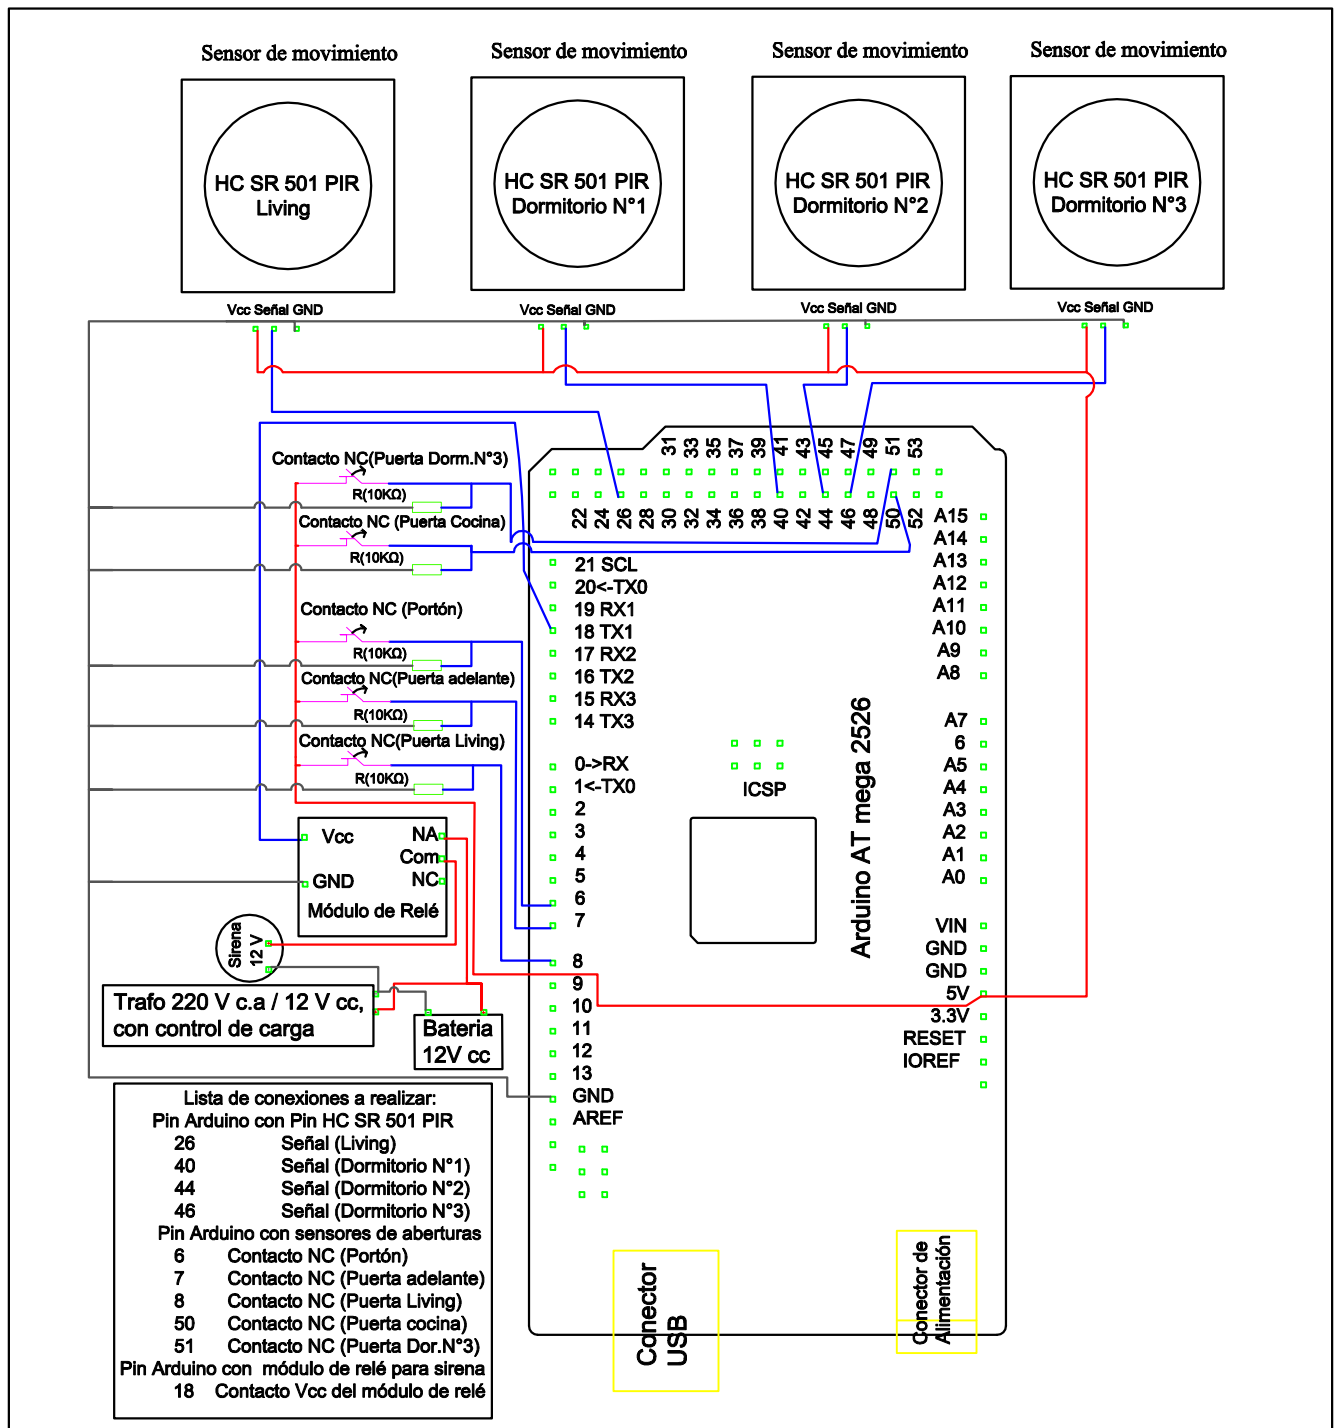 Sensor de movimiento
Sensor de movimiento
Sensor de movimiento
Sensor de movimiento
HC SR 501 PIR
Living
HC SR 501 PIR
Dormitorio N°1
HC SR 501 PIR
Dormitorio N°2
HC SR 501 PIR
Dormitorio N°3
Vcc Señal GND
Vcc Señal GND
Vcc Señal GND
Vcc Señal GND
31 33 35 37 39 41 43 45 47 49 51 53
22 24 26 28 30 32 34 36 38 40 42 44 46 48 50 52
Contacto NC(Puerta Dorm.N°3)
R(10KΩ)
Contacto NC (Puerta Cocina)
R(10KΩ)
Contacto NC (Portón)
R(10KΩ)
Contacto NC(Puerta adelante)
R(10KΩ)
Contacto NC(Puerta Living)
R(10KΩ)
21 SCL
20<-TX0
19 RX1
18 TX1
17 RX2
16 TX2
15 RX3
14 TX3
0->RX
1<-TX0
2
3
4
5
6
7
8
9
10
11
12
13
GND
AREF
A15
A14
A13
A12
A11
A10
A9
A8
A7
6
A5
A4
A3
A2
A1
A0
VIN
GND
GND
5V
3.3V
RESET
IOREF
ICSP
Arduino AT mega 2526
Vcc
NA
Com
GND
NC
Módulo de Relé
Sirena
12 V
Trafo 220 V c.a / 12 V cc,
con control de carga
Bateria
12V cc
Lista de conexiones a realizar:
Pin Arduino con Pin HC SR 501 PIR
26 Señal (Living)
40 Señal (Dormitorio N°1)
44 Señal (Dormitorio N°2)
46 Señal (Dormitorio N°3)
Pin Arduino con sensores de aberturas
6 Contacto NC (Portón)
7 Contacto NC (Puerta adelante)
8 Contacto NC (Puerta Living)
50 Contacto NC (Puerta cocina)
51 Contacto NC (Puerta Dor.N°3)
Pin Arduino con módulo de relé para sirena
18 Contacto Vcc del módulo de relé
Conector
USB
Conector de
Alimentación